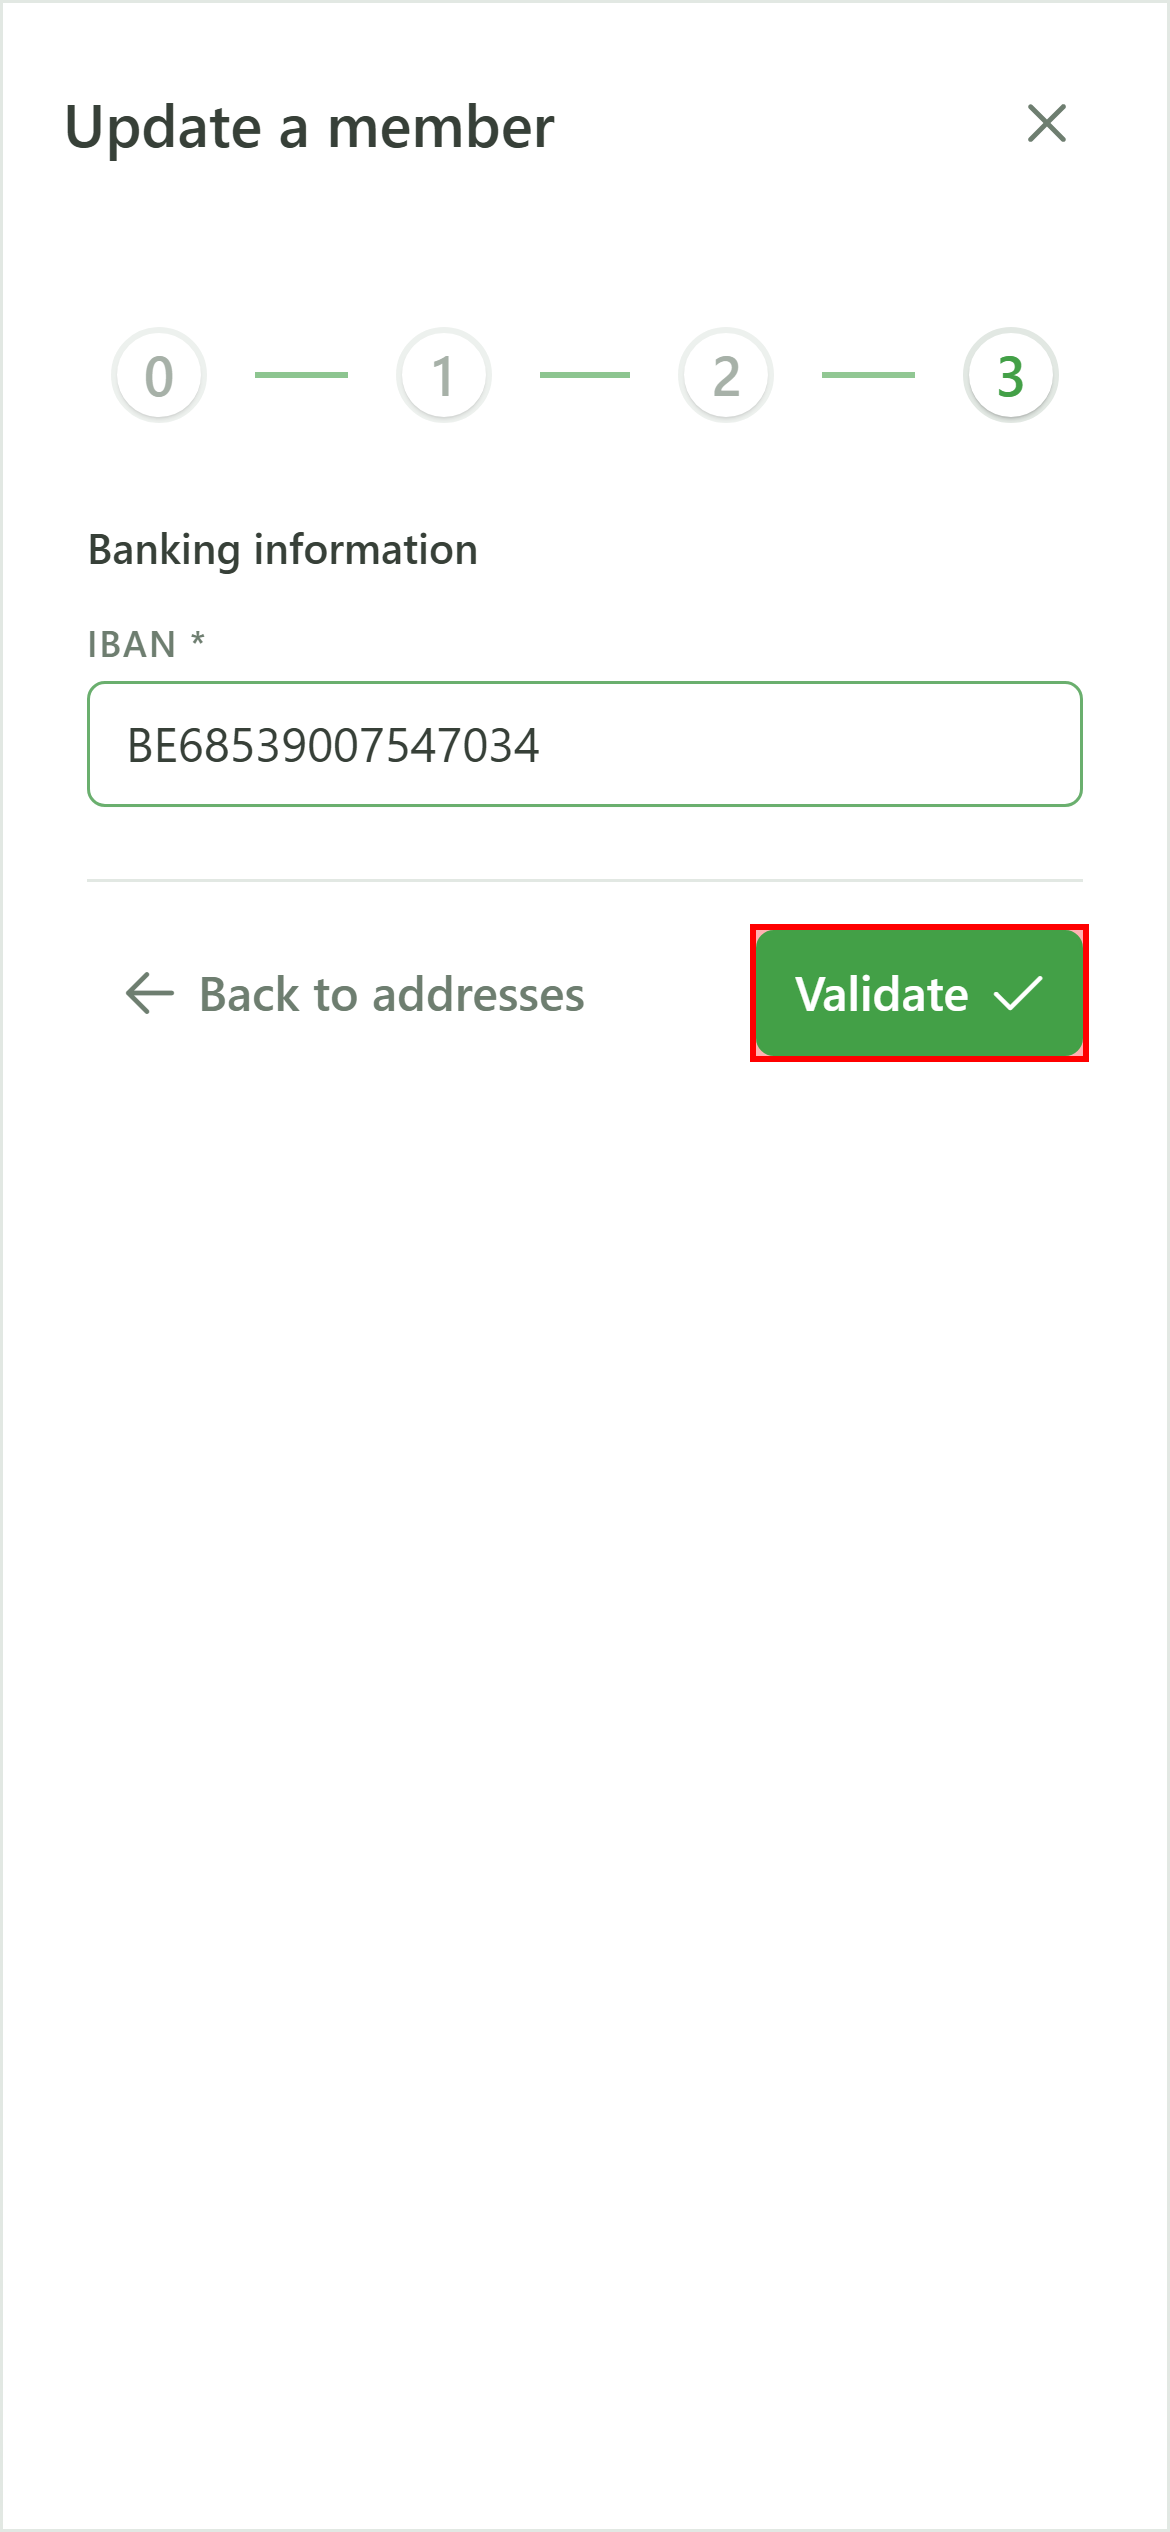 Update a member
0 1 2 3
Banking information
IBAN *
BE68539007547034
Back to addresses Validate